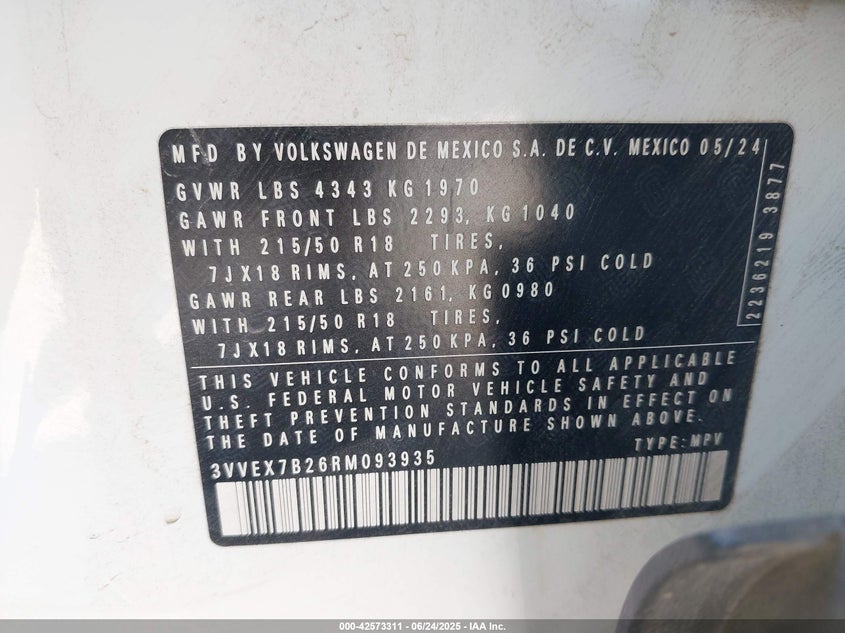 MFD BY VOLKSWAGEN DE MEXICO S.A. DE C.V. MEXICO 05/24
GVWR LBS 4343 KG 1970
GAWR FRONT LBS 2293, KG 1040
WITH 215/50 R18 TIRES,
7JX18 RIMS, AT 250 KPA, 36 PSI COLD
GAWR REAR LBS 2161, KG 0980
WITH 215/50 R18 TIRES,
7JX18 RIMS, AT 250 KPA, 36 PSI COLD
THIS VEHICLE CONFORMS TO ALL APPLICABLE
U.S. FEDERAL MOTOR VEHICLE SAFETY AND
THEFT PREVENTION STANDARDS IN EFFECT ON
THE DATE OF MANUFACTURE SHOWN ABOVE.
3VVEX7B26RM093935 TYPE: MPV
2236219 3877
000-42573311 | 06/24/2025 | IAA Inc.